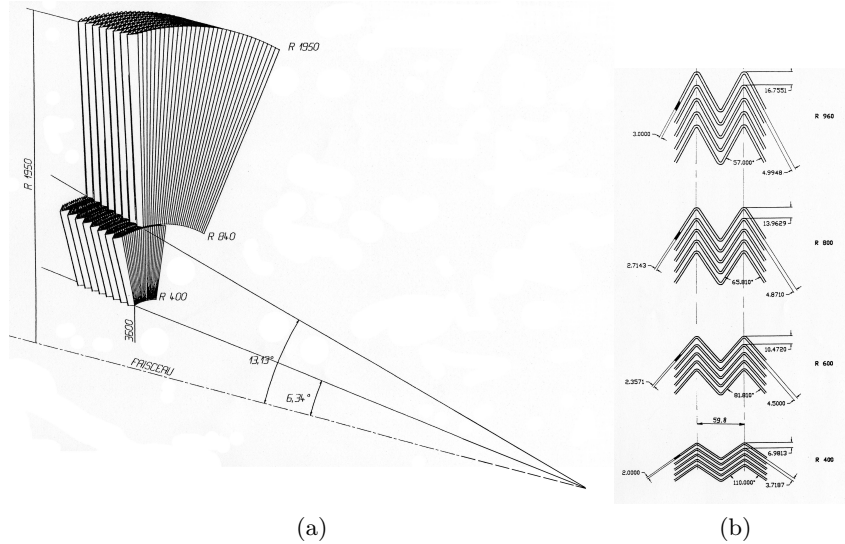 R 1950
R 1950
R 840
R 400
3600
FAISCEAU
13,13°
6,34°
(a)
16.7551
R 960
3.0000
57.000°
4.9948
13.9629
R 800
2.7143
65.810°
4.8710
10.4720
R 600
2.3571
81.810°
4.5000
59.8
6.9813
R 400
2.0000
110.000°
3.7187
(b)